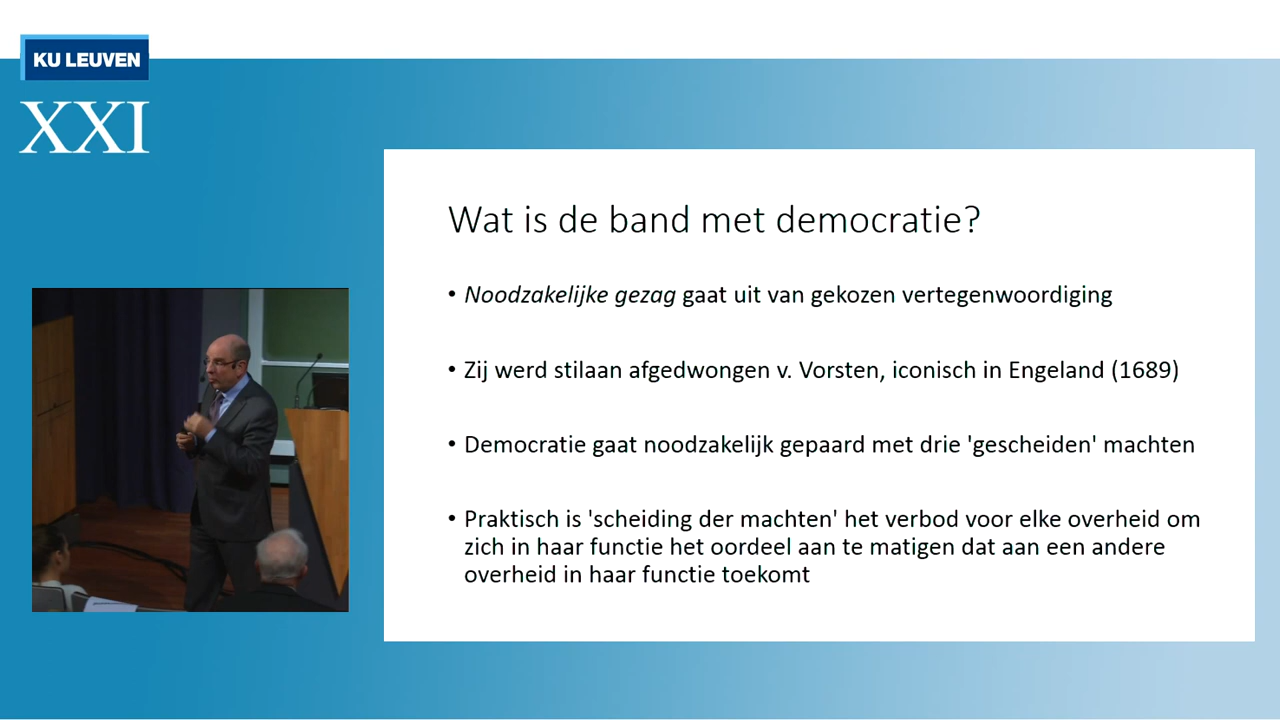 KU LEUVEN
XXI
Wat is de band met democratie?
• Noodzakelijke gezag gaat uit van gekozen vertegenwoordiging
• Zij werd stilaan afgedwongen v. Vorsten, iconisch in Engeland (1689)
• Democratie gaat noodzakelijk gepaard met drie 'gescheiden' machten
• Praktisch is 'scheiding der machten' het verbod voor elke overheid om
zich in haar functie het oordeel aan te matigen dat aan een andere
overheid in haar functie toekomt